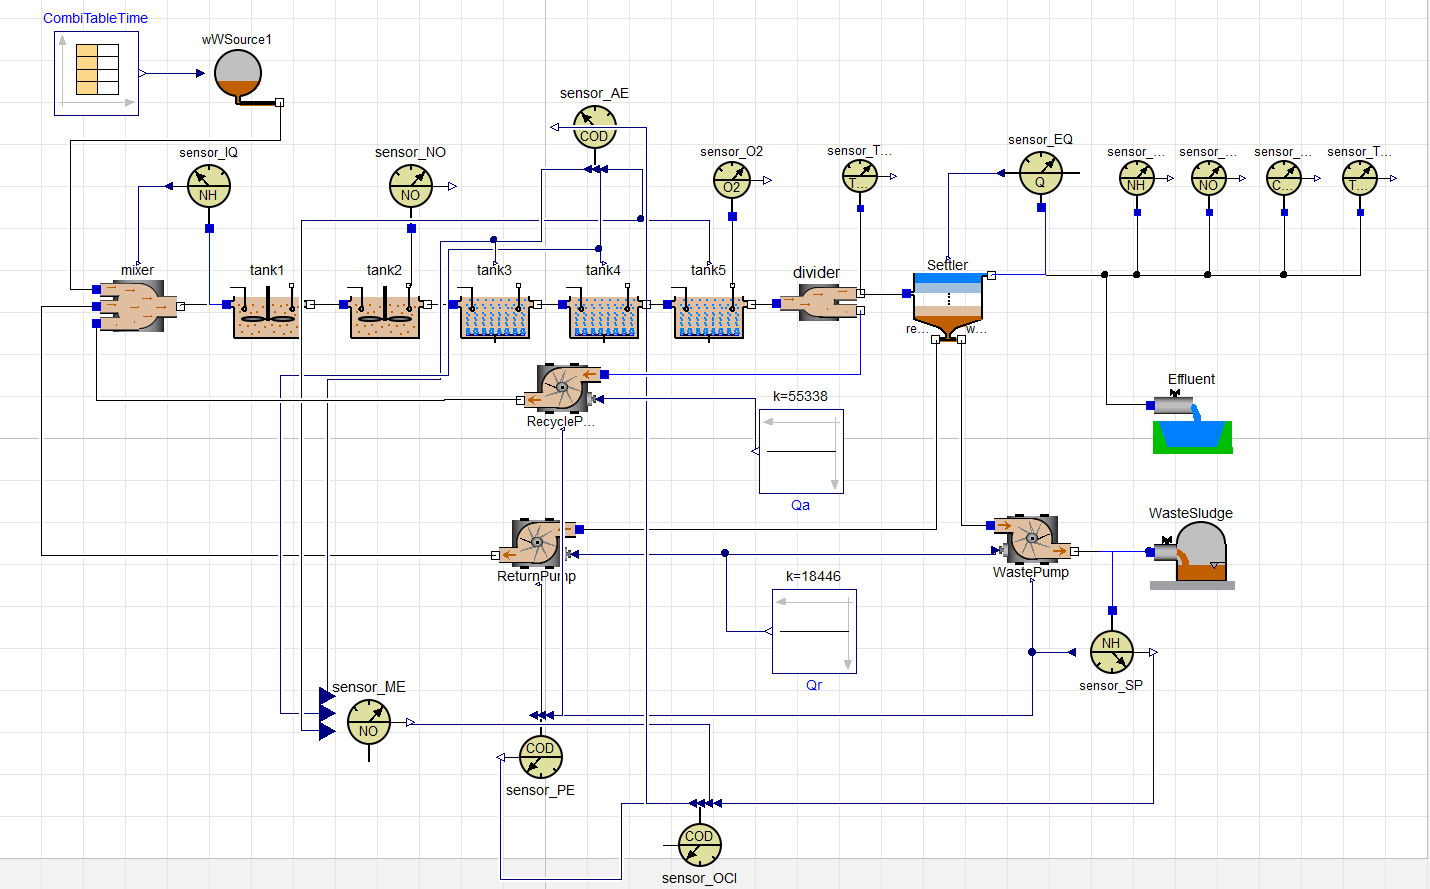 CombiTableTime
wWSource1
sensor_AE
COD
sensor_IQ
NH
sensor_NO
NO
sensor_O2
O2
sensor_T...
T...
sensor_EQ
Q
sensor_...
NH
sensor_...
NO
sensor_...
C...
sensor_T...
T...
mixer
tank1
tank2
tank3
tank4
tank5
divider
Settler
re...
w...
RecycleP...
k=55338
Qa
Effluent
ReturnPump
k=18446
Qr
WastePump
WasteSludge
NH
sensor_SP
sensor_ME
NO
COD
sensor_PE
COD
sensor_OCI